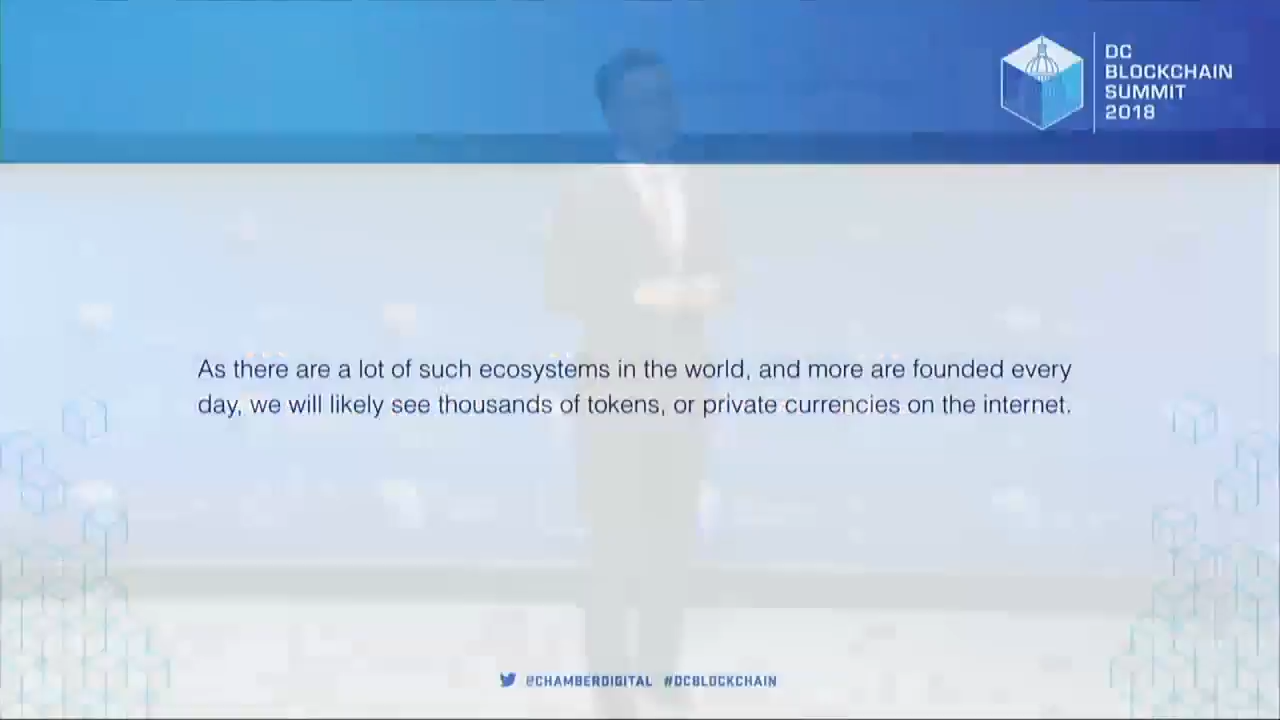 DC
BLOCKCHAIN
SUMMIT
2018
As there are a lot of such ecosystems in the world, and more are founded every
day, we will likely see thousands of tokens, or private currencies on the internet.
@CHAMBERDIGITAL #DCBLOCKCHAIN